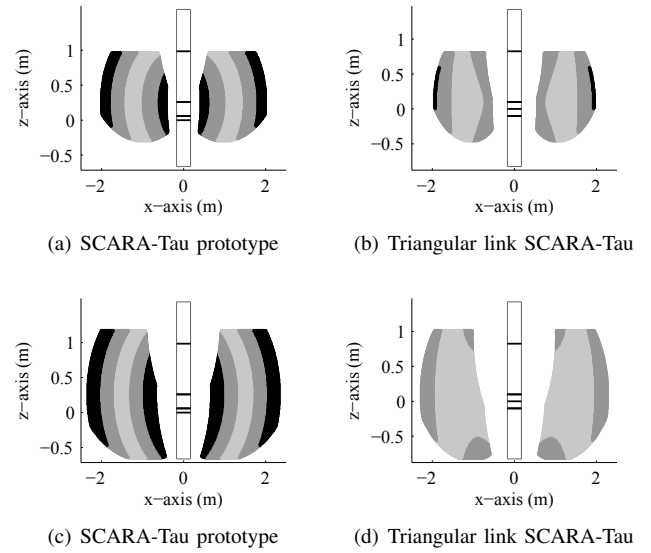 1
0.5
0
−0.5
z−axis (m)
−2 0 2
x−axis (m)
(a) SCARA-Tau prototype
1
0.5
0
−0.5
z−axis (m)
−2 0 2
x−axis (m)
(b) Triangular link SCARA-Tau
1
0.5
0
−0.5
z−axis (m)
−2 0 2
x−axis (m)
(c) SCARA-Tau prototype
1
0.5
0
−0.5
z−axis (m)
−2 0 2
x−axis (m)
(d) Triangular link SCARA-Tau